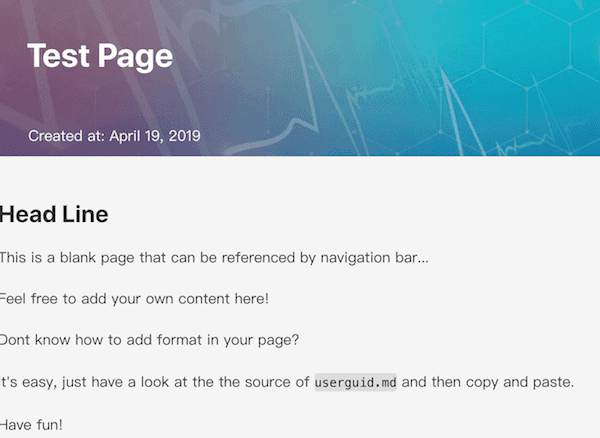 Test Page
Created at: April 19, 2019
Head Line
This is a blank page that can be referenced by navigation bar...
Feel free to add your own content here!
Dont know how to add format in your page?
It's easy, just have a look at the the source of userguid.md and then copy and paste.
Have fun!